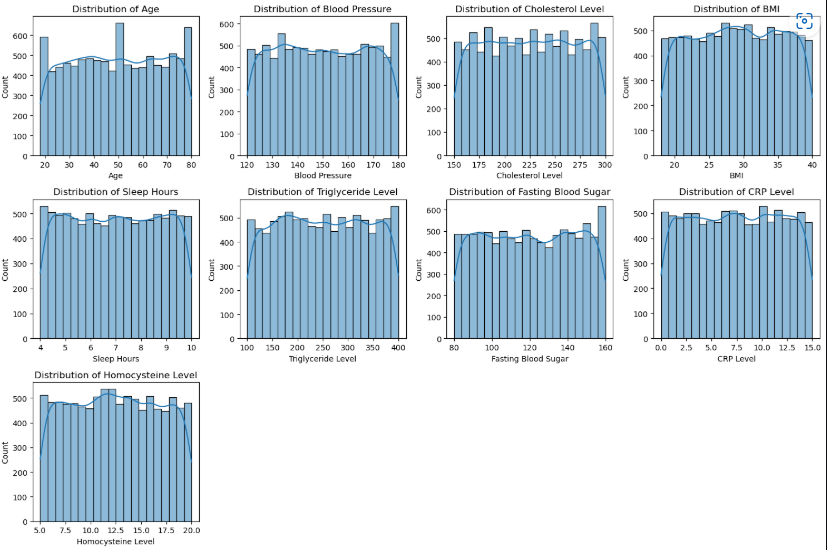 Distribution of Age
Distribution of Blood Pressure
Distribution of Cholesterol Level
Distribution of BMI
Count
600
500
400
300
200
100
0
20 30 40 50 60 70 80
Age
Count
600
500
400
300
200
100
0
120 130 140 150 160 170 180
Blood Pressure
Count
500
400
300
200
100
0
150 175 200 225 250 275 300
Cholesterol Level
Count
500
400
300
200
100
0
20 25 30 35 40
BMI
Distribution of Sleep Hours
Distribution of Triglyceride Level
Distribution of Fasting Blood Sugar
Distribution of CRP Level
Count
500
400
300
200
100
0
4 5 6 7 8 9 10
Sleep Hours
Count
500
400
300
200
100
0
100 150 200 250 300 350 400
Triglyceride Level
Count
600
500
400
300
200
100
0
80 100 120 140 160
Fasting Blood Sugar
Count
500
400
300
200
100
0
0.0 2.5 5.0 7.5 10.0 12.5 15.0
CRP Level
Distribution of Homocysteine Level
Count
500
400
300
200
100
0
5.0 7.5 10.0 12.5 15.0 17.5 20.0
Homocysteine Level